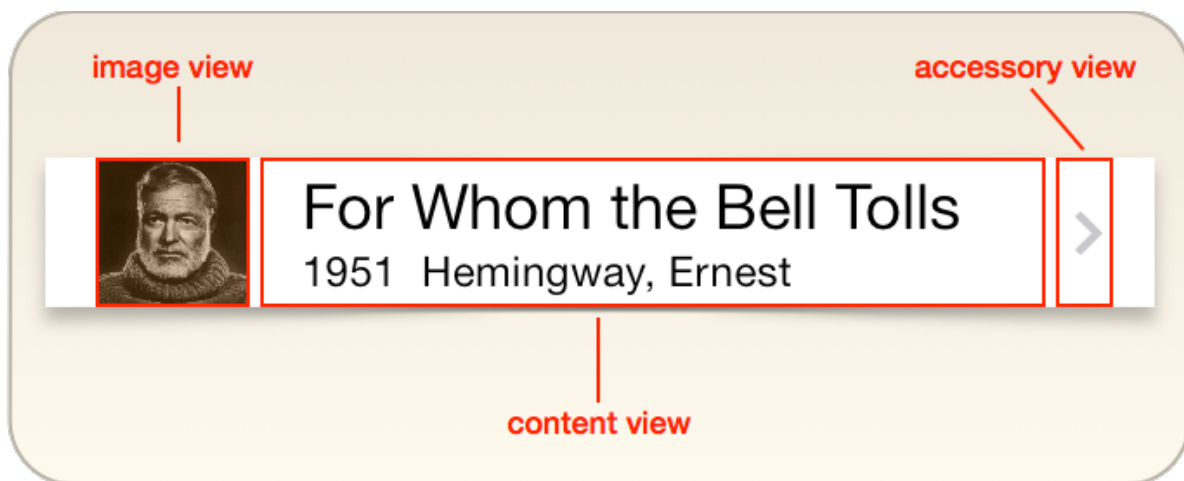 image view
accessory view
For Whom the Bell Tolls
1951 Hemingway, Ernest
content view